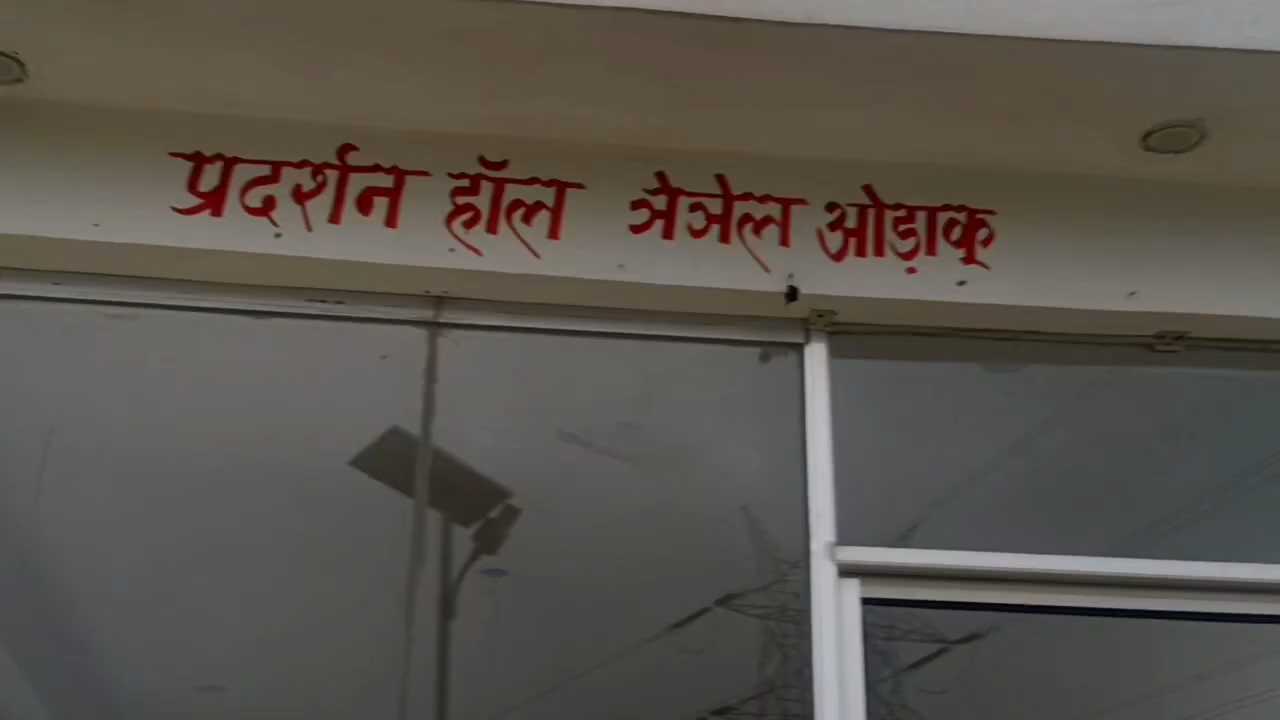 प्रदर्शन हॉल त्रेत्रेल ओड़ाक्